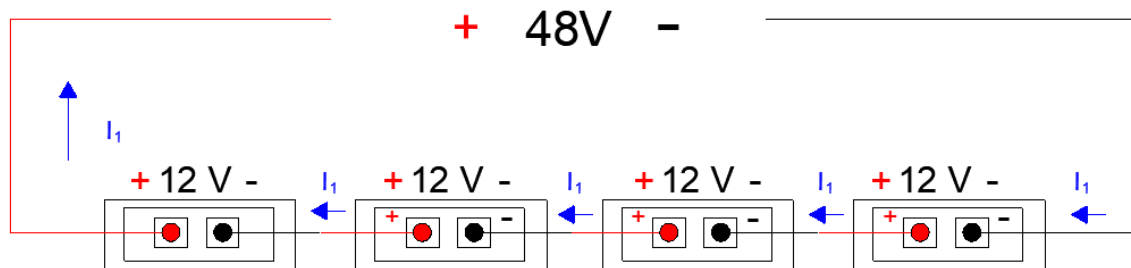 + 48V -
I₁
+ 12 V - I₁ + 12 V - I₁ + 12 V - I₁ + 12 V - I₁
+ - + - + -